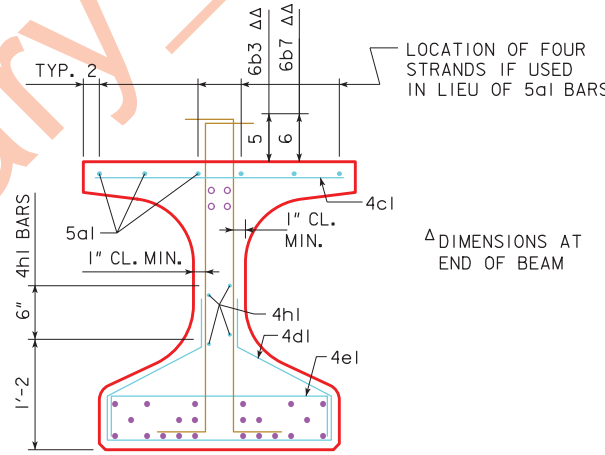 ary_
6b3 ΔΔ
6b7 ΔΔ
LOCATION OF FOUR
STRANDS IF USED
IN LIEU OF 5a1 BARS
TYP. 2
5
6
4c1
5a1
1" CL.
MIN.
1" CL. MIN.
4h1 BARS
Δ DIMENSIONS AT
END OF BEAM
6"
4h1
4d1
4e1
1'-2